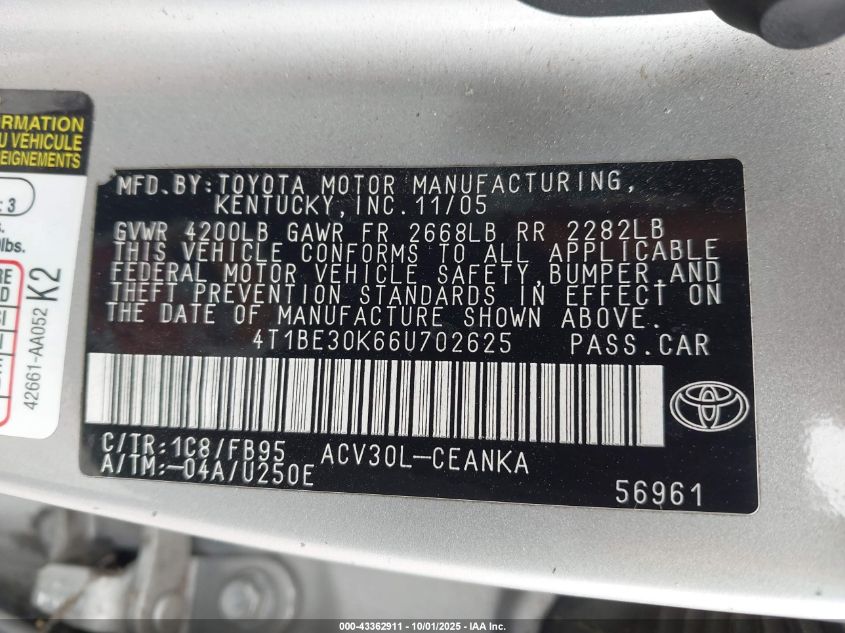 RMATION
U VÉHICULE
EIGNEMENTS
: 3
lbs.
K2
42661-AA052
MFD. BY: TOYOTA MOTOR MANUFACTURING,
KENTUCKY, INC. 11/05
GVWR 4200LB GAWR FR 2668LB RR 2282LB
THIS VEHICLE CONFORMS TO ALL APPLICABLE
FEDERAL MOTOR VEHICLE SAFETY, BUMPER, AND
THEFT PREVENTION STANDARDS IN EFFECT ON
THE DATE OF MANUFACTURE SHOWN ABOVE.
4T1BE30K66U702625 PASS. CAR
C/TR: 1C8/FB95 ACV30L-CEANKA
A/TM: -04A/U250E
56961
000-43362911 - 10/01/2025 - IAA Inc.